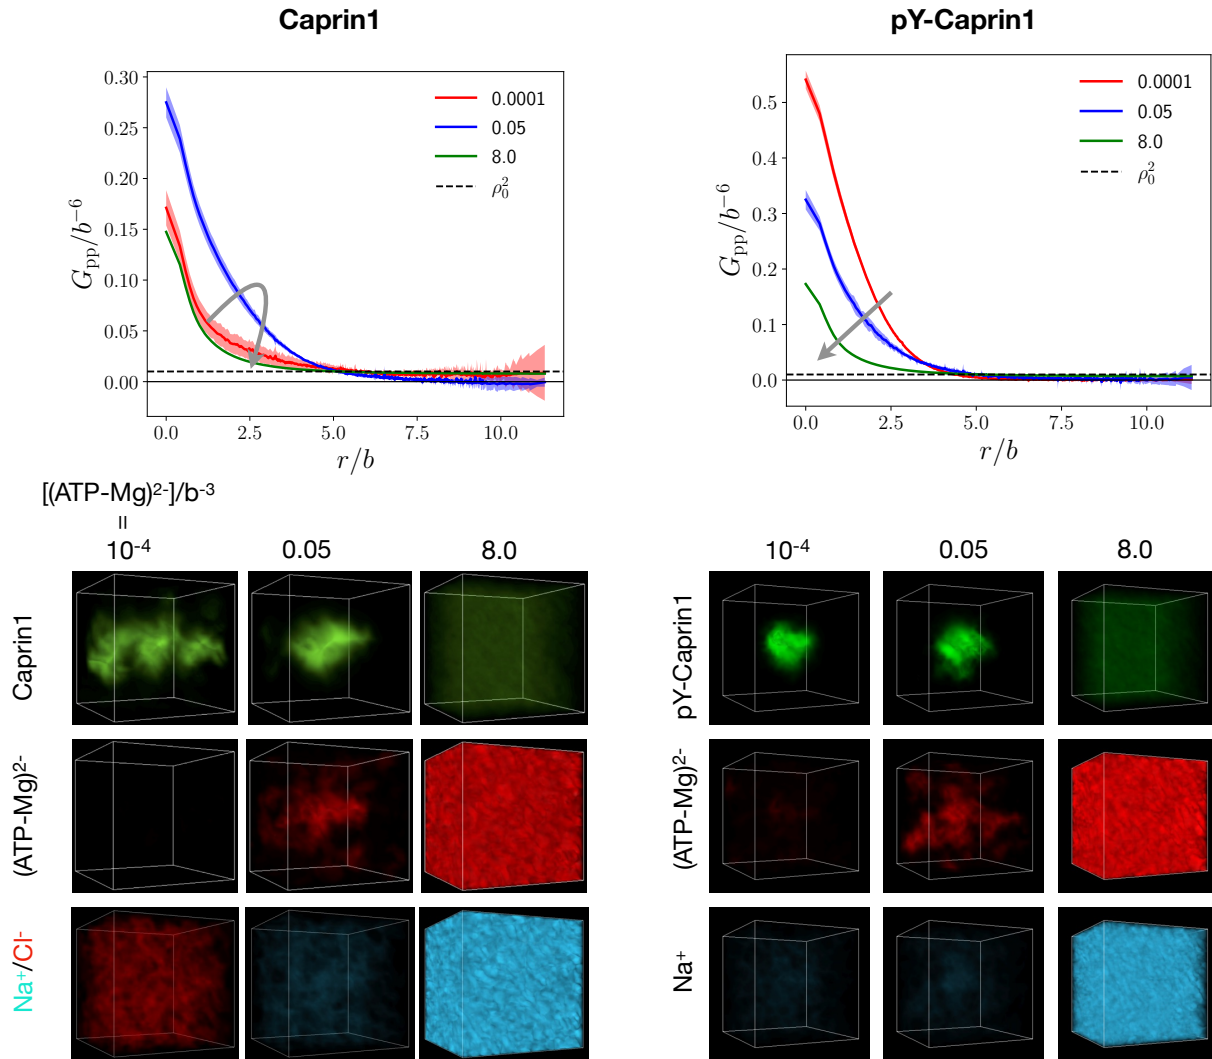 Caprin1
pY-Caprin1
0.30
0.25
0.20
0.15
0.10
0.05
0.00
G_pp/b^−6
0.0001
0.05
8.0
ρ_0^2
0.0 2.5 5.0 7.5 10.0
r/b
0.5
0.4
0.3
0.2
0.1
0.0
G_pp/b^−6
0.0001
0.05
8.0
ρ_0^2
0.0 2.5 5.0 7.5 10.0
r/b
[(ATP-Mg)²⁻]/b⁻³
=
10⁻⁴ 0.05 8.0
10⁻⁴ 0.05 8.0
Caprin1
(ATP-Mg)²⁻
Na⁺/Cl⁻
pY-Caprin1
(ATP-Mg)²⁻
Na⁺